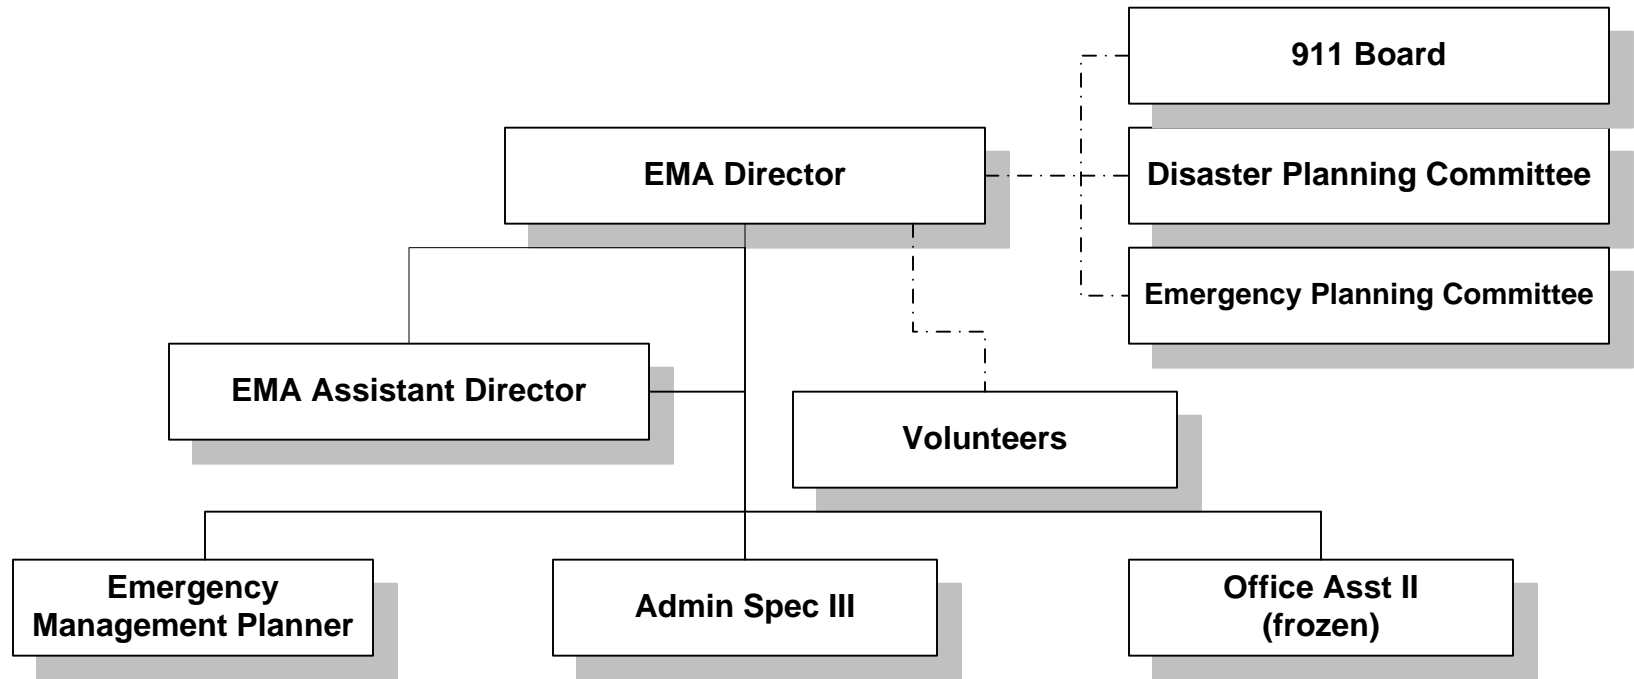 911 Board
EMA Director
Disaster Planning Committee
Emergency Planning Committee
EMA Assistant Director
Volunteers
Emergency
Management Planner
Admin Spec III
Office Asst II
(frozen)